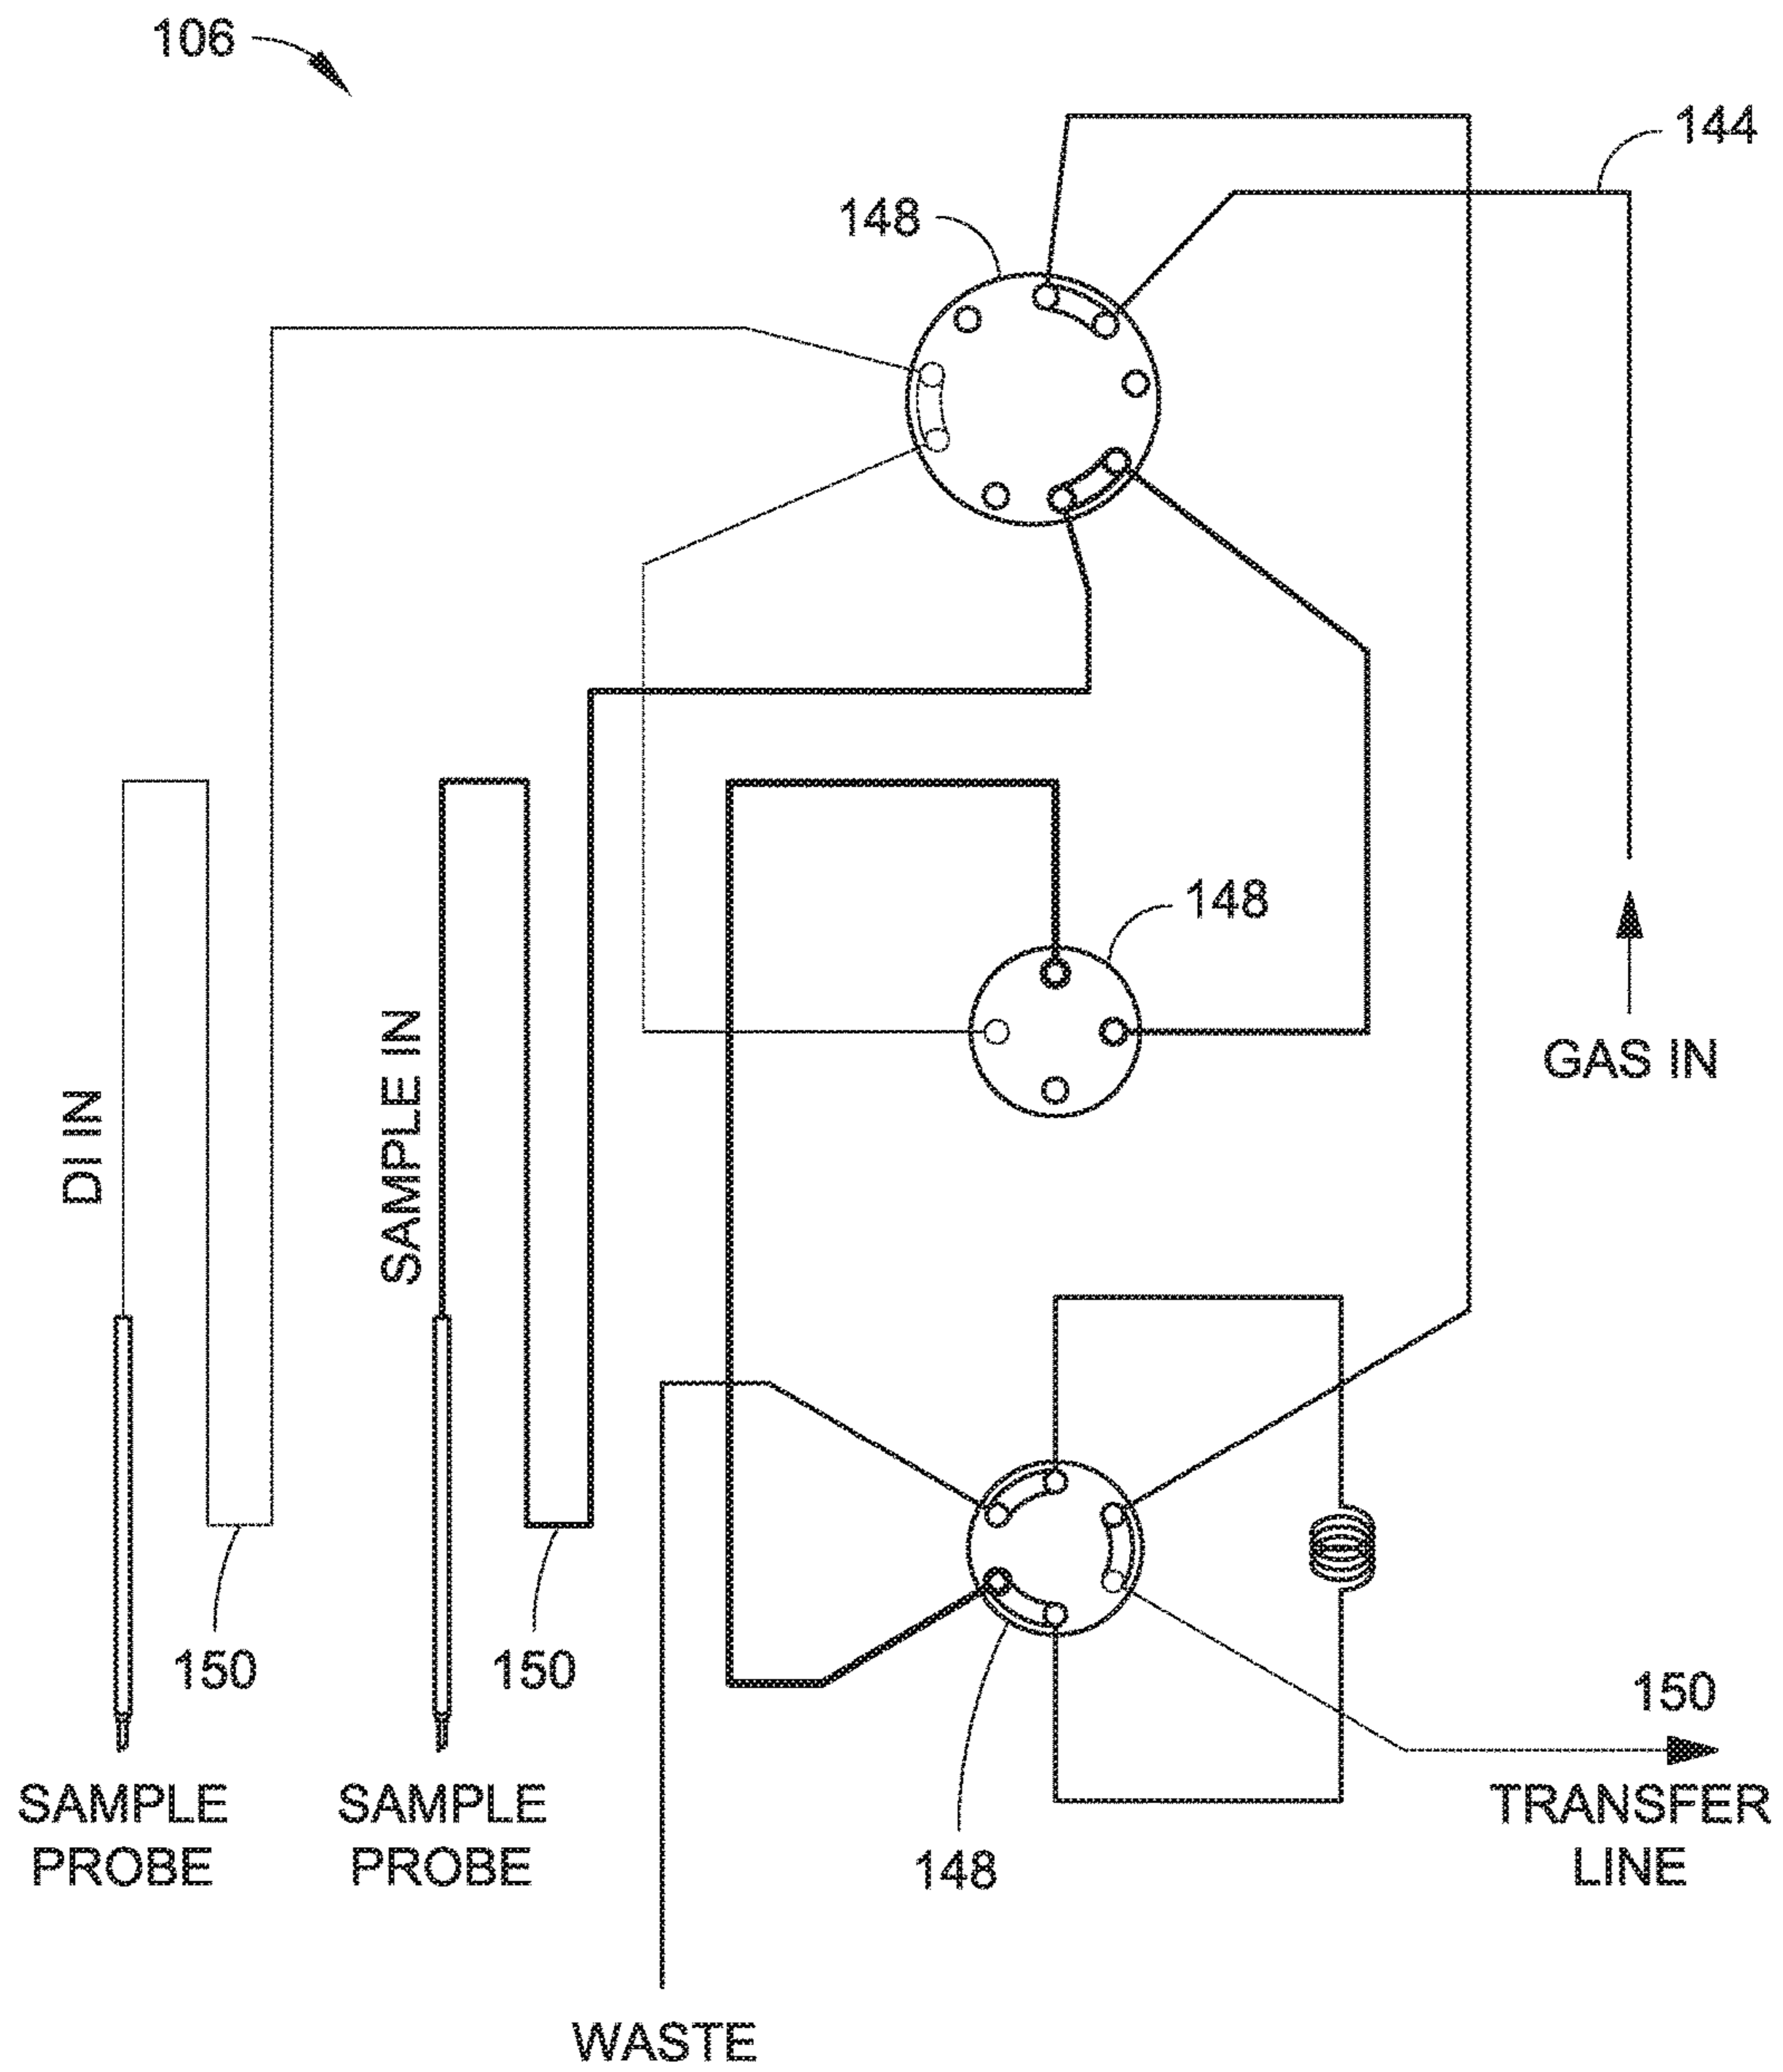 106
144
148
148
GAS IN
DI IN
SAMPLE IN
150
150
150
148
SAMPLE
PROBE
SAMPLE
PROBE
TRANSFER
LINE
WASTE